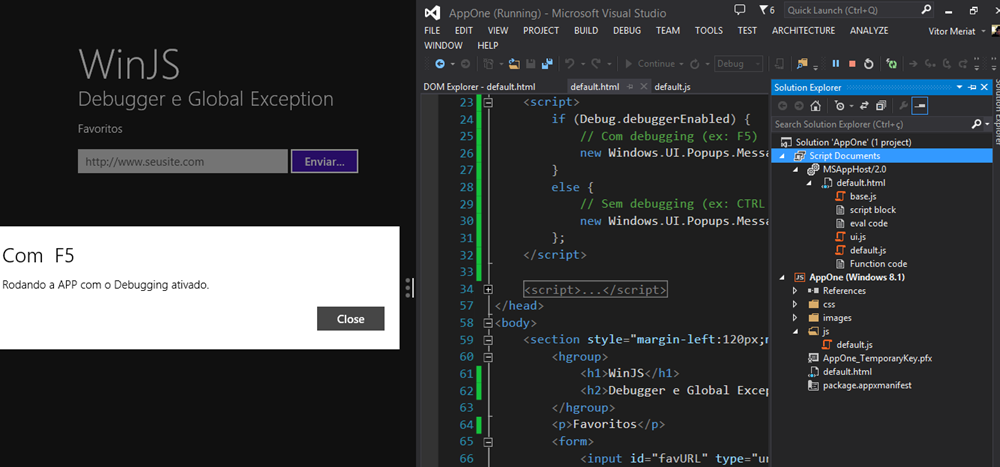 WinJS
Debugger e Global Exception
Favoritos
http://www.seusite.com
Enviar...
Com F5
Rodando a APP com o Debugging ativado.
Close
AppOne (Running) - Microsoft Visual Studio
6
Quick Launch (Ctrl+Q)
FILE EDIT VIEW PROJECT BUILD DEBUG TEAM TOOLS TEST ARCHITECTURE ANALYZE
Vitor Meriat
WINDOW HELP
Continue
Debug
DOM Explorer - default.html
default.html
default.js
23 <script>
24 if (Debug.debuggerEnabled) {
25 // Com debugging (ex: F5)
26 new Windows.UI.Popups.Messa
27 }
28 else {
29 // Sem debugging (ex: CTRL
30 new Windows.UI.Popups.Messa
31 };
32 </script>
33
34 <script>...</script>
57 </head>
58 <body>
59 <section style="margin-left:120px;m
60 <hgroup>
61 <h1>WinJS</h1>
62 <h2>Debugger e Global Excep
63 </hgroup>
64 <p>Favoritos</p>
65 <form>
66 <input id="favURL" type="ur
Solution Explorer
Search Solution Explorer (Ctrl+ç)
Solution 'AppOne' (1 project)
Script Documents
MSAppHost/2.0
default.html
base.js
script block
eval code
ui.js
default.js
Function code
JS AppOne (Windows 8.1)
References
css
images
js
default.js
AppOne_TemporaryKey.pfx
default.html
package.appxmanifest
Solution Explorer